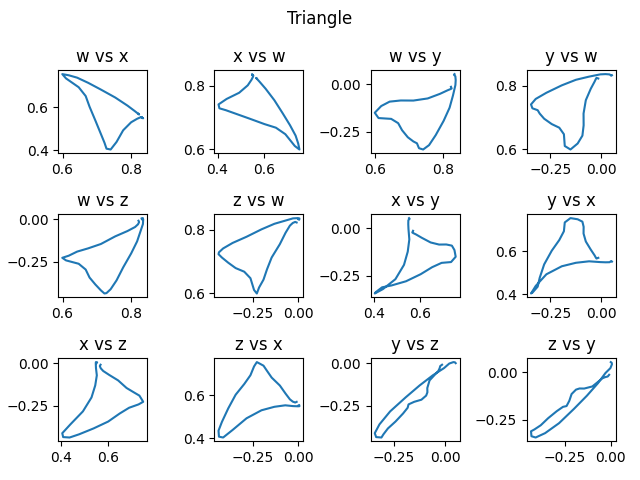 Triangle
w vs x
x vs w
w vs y
y vs w
0.6
0.4
0.6 0.8
0.8
0.6
0.4 0.6
0.00
−0.25
0.6 0.8
0.8
0.6
−0.25 0.00
w vs z
z vs w
x vs y
y vs x
0.00
−0.25
0.6 0.8
0.8
0.6
−0.25 0.00
0.00
−0.25
0.4 0.6
0.6
0.4
−0.25 0.00
x vs z
z vs x
y vs z
z vs y
0.00
−0.25
0.4 0.6
0.6
0.4
−0.25 0.00
0.00
−0.25
−0.25 0.00
0.00
−0.25
−0.25 0.00